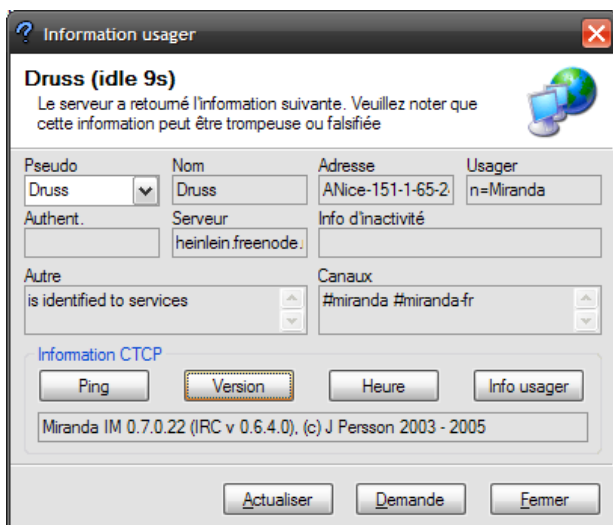 Information usager
Druss (idle 9s)
Le serveur a retourné l'information suivante. Veuillez noter que
cette information peut être trompeuse ou falsifiée
Pseudo Nom Adresse Usager
Druss Druss ANice-151-1-65-2 n=Miranda
Authent. Serveur Info d'inactivité
heinlein.freenode.
Autre Canaux
is identified to services #miranda #miranda-fr
Information CTCP
Ping Version Heure Info usager
Miranda IM 0.7.0.22 (IRC v 0.6.4.0), (c) J Persson 2003 - 2005
Actualiser Demande Fermer